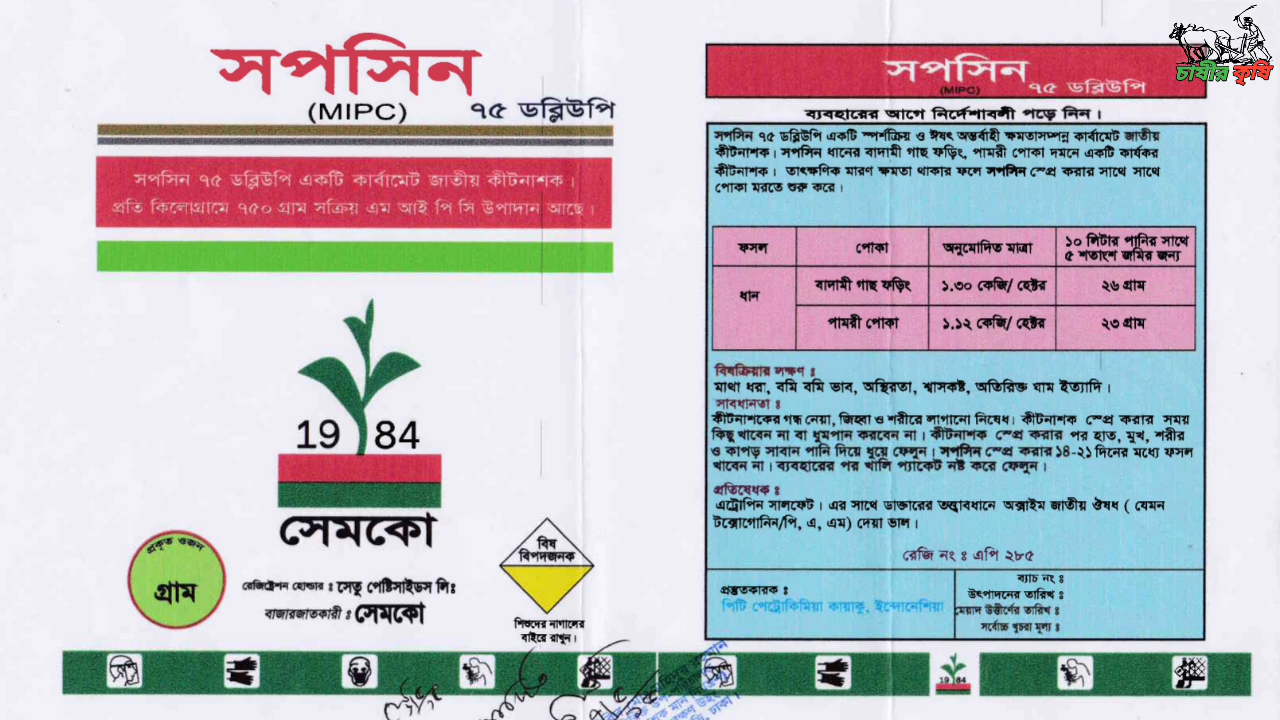 সপসিন
(MIPC)
৭৫ ডব্লিউপি
সপসিন ৭৫ ডব্লিউপি একটি কার্বামেট জাতীয় কীটনাশক।
প্রতি কিলোগ্রামে ৭৫০ গ্রাম সক্রিয় এম আই পি সি উপাদান আছে।
19 84
সেমকো
প্রকৃত ওজন
গ্রাম
রেজিষ্ট্রেশন হোল্ডার ঃ সেতু পেষ্টিসাইডস লিঃ
বাজারজাতকারী ঃ সেমকো
বিষ
বিপদজনক
শিশুদের নাগালের
বাইরে রাখুন।
চাষীর কৃষি
সপসিন
(MIPC)
৭৫ ডব্লিউপি
ব্যবহারের আগে নির্দেশাবলী পড়ে নিন।
সপসিন ৭৫ ডব্লিউপি একটি স্পর্শক্রিয় ও ঈষৎ অন্তর্বাহী ক্ষমতাসম্পন্ন কার্বামেট জাতীয়
কীটনাশক। সপসিন ধানের বাদামী গাছ ফড়িং, পামরী পোকা দমনে একটি কার্যকর
কীটনাশক। তাৎক্ষণিক মারণ ক্ষমতা থাকার ফলে সপসিন স্প্রে করার সাথে সাথে
পোকা মরতে শুরু করে।
ফসল পোকা অনুমোদিত মাত্রা ১০ লিটার পানির সাথে
৫ শতাংশ জমির জন্য
ধান বাদামী গাছ ফড়িং ১.৩০ কেজি/ হেক্টর ২৬ গ্রাম
পামরী পোকা ১.১২ কেজি/ হেক্টর ২৩ গ্রাম
বিষক্রিয়ার লক্ষণ ঃ
মাথা ধরা, বমি বমি ভাব, অস্থিরতা, শ্বাসকষ্ট, অতিরিক্ত ঘাম ইত্যাদি।
সাবধানতা ঃ
কীটনাশকের গন্ধ নেয়া, জিহ্বা ও শরীরে লাগানো নিষেধ। কীটনাশক স্প্রে করার সময়
কিছু খাবেন না বা ধুমপান করবেন না। কীটনাশক স্প্রে করার পর হাত, মুখ, শরীর
ও কাপড় সাবান পানি দিয়ে ধুয়ে ফেলুন। সপসিন স্প্রে করার ১৪-২১ দিনের মধ্যে ফসল
খাবেন না। ব্যবহারের পর খালি প্যাকেট নষ্ট করে ফেলুন।
প্রতিষেধক ঃ
এট্রোপিন সালফেট। এর সাথে ডাক্তারের তত্ত্বাবধানে অক্সাইম জাতীয় ঔষধ ( যেমন
টক্সোগোনিন/পি, এ, এম) দেয়া ভাল।
রেজি নং ঃ এপি ২৮৫
প্রস্তুতকারক ঃ
পিটি পেট্রোকিমিয়া কায়াকু, ইন্দোনেশিয়া
ব্যাচ নং ঃ
উৎপাদনের তারিখ ঃ
মেয়াদ উত্তীর্ণের তারিখ ঃ
সর্বোচ্চ খুচরা মূল্য ঃ
19 84